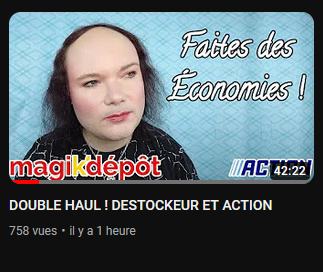 Faites des
Économies !
magikdépôt
ACTION
42:22
DOUBLE HAUL ! DESTOCKEUR ET ACTION
758 vues • il y a 1 heure